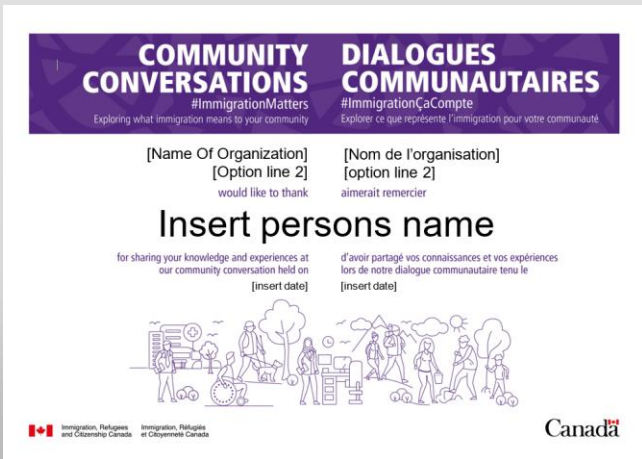 COMMUNITY
CONVERSATIONS
#ImmigrationMatters
Exploring what immigration means to your community
DIALOGUES
COMMUNAUTAIRES
#ImmigrationÇaCompte
Explorer ce que représente l'immigration pour votre communauté
[Name Of Organization]
[Option line 2]
would like to thank
[Nom de l'organisation]
[option line 2]
aimerait remercier
Insert persons name
for sharing your knowledge and experiences at
our community conversation held on
[insert date]
d'avoir partagé vos connaissances et vos expériences
lors de notre dialogue communautaire tenu le
[insert date]
Immigration, Refugees
and Citizenship Canada
Immigration, Réfugiés
et Citoyenneté Canada
Canada